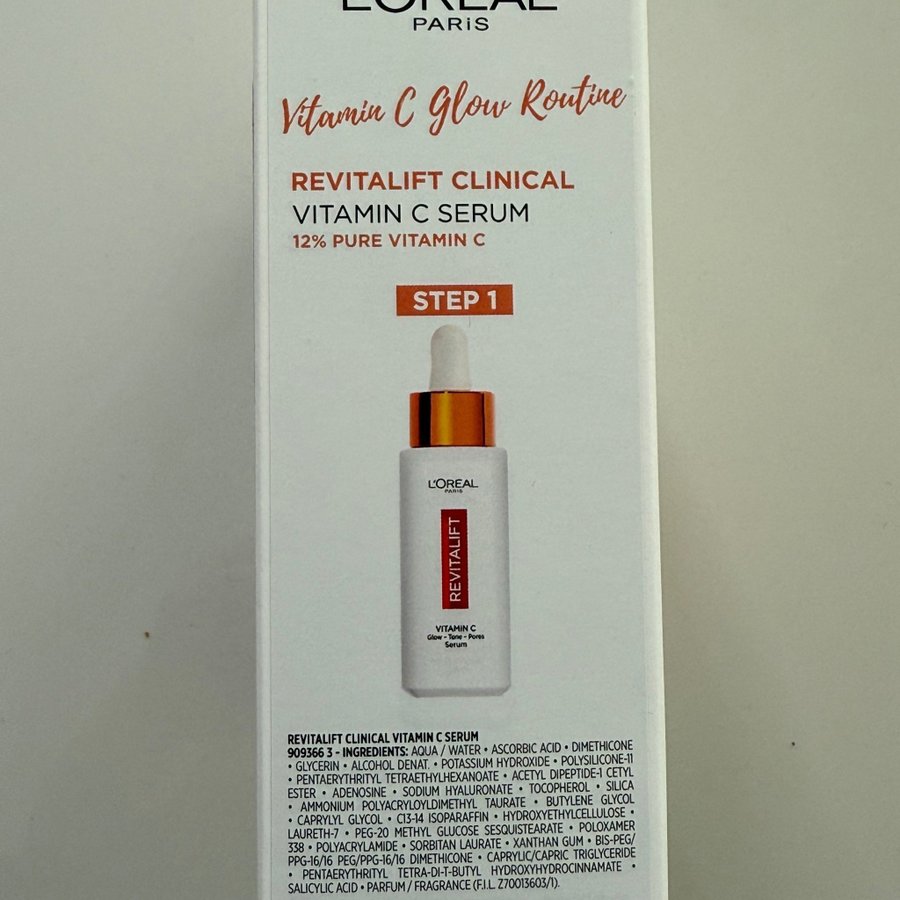 L'ORÉAL
PARiS
Vitamin C Glow Routine
REVITALIFT CLINICAL
VITAMIN C SERUM
12% PURE VITAMIN C
STEP 1
L'ORÉAL
PARIS
REVITALIFT
VITAMIN C
Glow - Tone - Pores
Serum
REVITALIFT CLINICAL VITAMIN C SERUM
909366 3 - INGREDIENTS: AQUA / WATER • ASCORBIC ACID • DIMETHICONE
• GLYCERIN • ALCOHOL DENAT. • POTASSIUM HYDROXIDE • POLYSILICONE-11
• PENTAERYTHRITYL TETRAETHYLHEXANOATE • ACETYL DIPEPTIDE-1 CETYL
ESTER • ADENOSINE • SODIUM HYALURONATE • TOCOPHEROL • SILICA
• AMMONIUM POLYACRYLOYLDIMETHYL TAURATE • BUTYLENE GLYCOL
• CAPRYLYL GLYCOL • C13-14 ISOPARAFFIN • HYDROXYETHYLCELLULOSE •
LAURETH-7 • PEG-20 METHYL GLUCOSE SESQUISTEARATE • POLOXAMER
338 • POLYACRYLAMIDE • SORBITAN LAURATE • XANTHAN GUM • BIS-PEG/
PPG-16/16 PEG/PPG-16/16 DIMETHICONE • CAPRYLIC/CAPRIC TRIGLYCERIDE
• PENTAERYTHRITYL TETRA-DI-T-BUTYL HYDROXYHYDROCINNAMATE •
SALICYLIC ACID • PARFUM / FRAGRANCE (F.I.L. Z70013603/1).